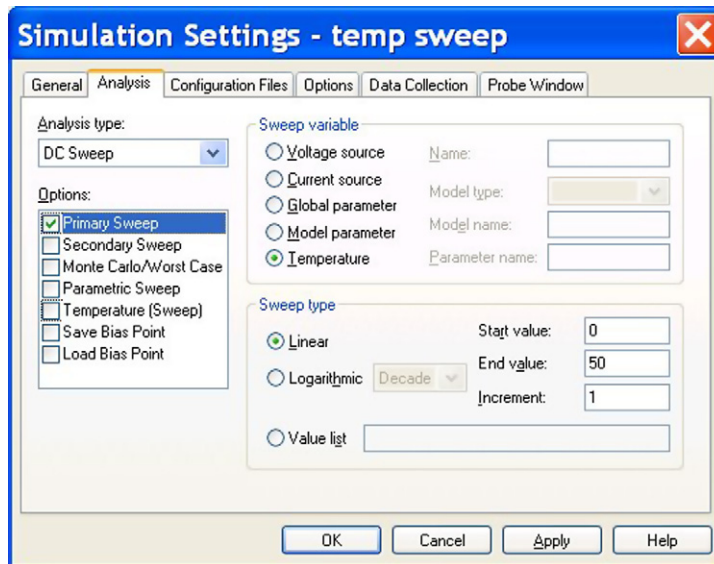 Simulation Settings - temp sweep
General Analysis Configuration Files Options Data Collection Probe Window
Analysis type:
DC Sweep
Options:
Primary Sweep
Secondary Sweep
Monte Carlo/Worst Case
Parametric Sweep
Temperature (Sweep)
Save Bias Point
Load Bias Point
Sweep variable
Voltage source
Current source
Global parameter
Model parameter
Temperature
Name:
Model type:
Model name:
Parameter name:
Sweep type
Linear
Logarithmic Decade
Start value: 0
End value: 50
Increment: 1
Value list
OK Cancel Apply Help